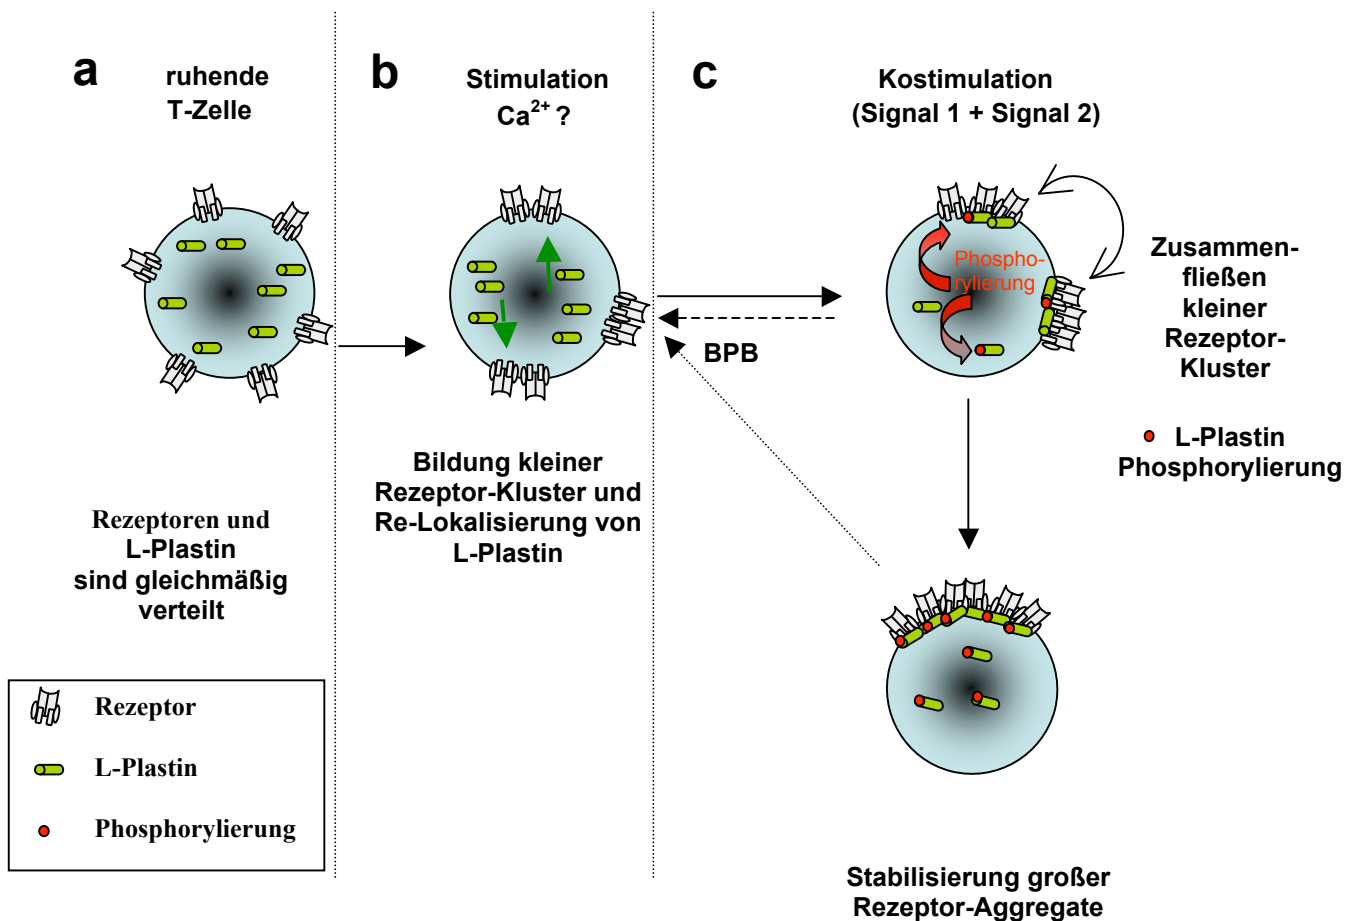 a
ruhende
T-Zelle
Rezeptoren und
L-Plastin
sind gleichmäßig
verteilt
b
Stimulation
Ca²⁺ ?
Bildung kleiner
Rezeptor-Kluster und
Re-Lokalisierung von
L-Plastin
c
Kostimulation
(Signal 1 + Signal 2)
Phospho-
rylierung
BPB
Zusammen-
fließen
kleiner
Rezeptor-
Kluster
L-Plastin
Phosphorylierung
Stabilisierung großer
Rezeptor-Aggregate
Rezeptor
L-Plastin
Phosphorylierung